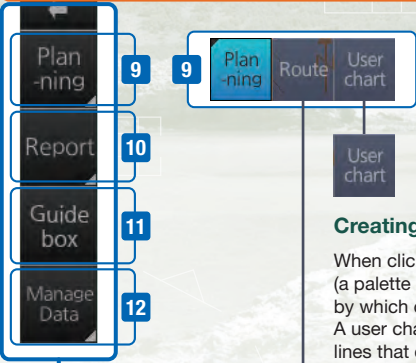 Plan
-ning
9
Report
10
Guide
box
11
Manage
Data
12
9
Plan
-ning
Route
User
chart
User
chart
Creating
When clic
(a palette
by which
A user cha
lines that